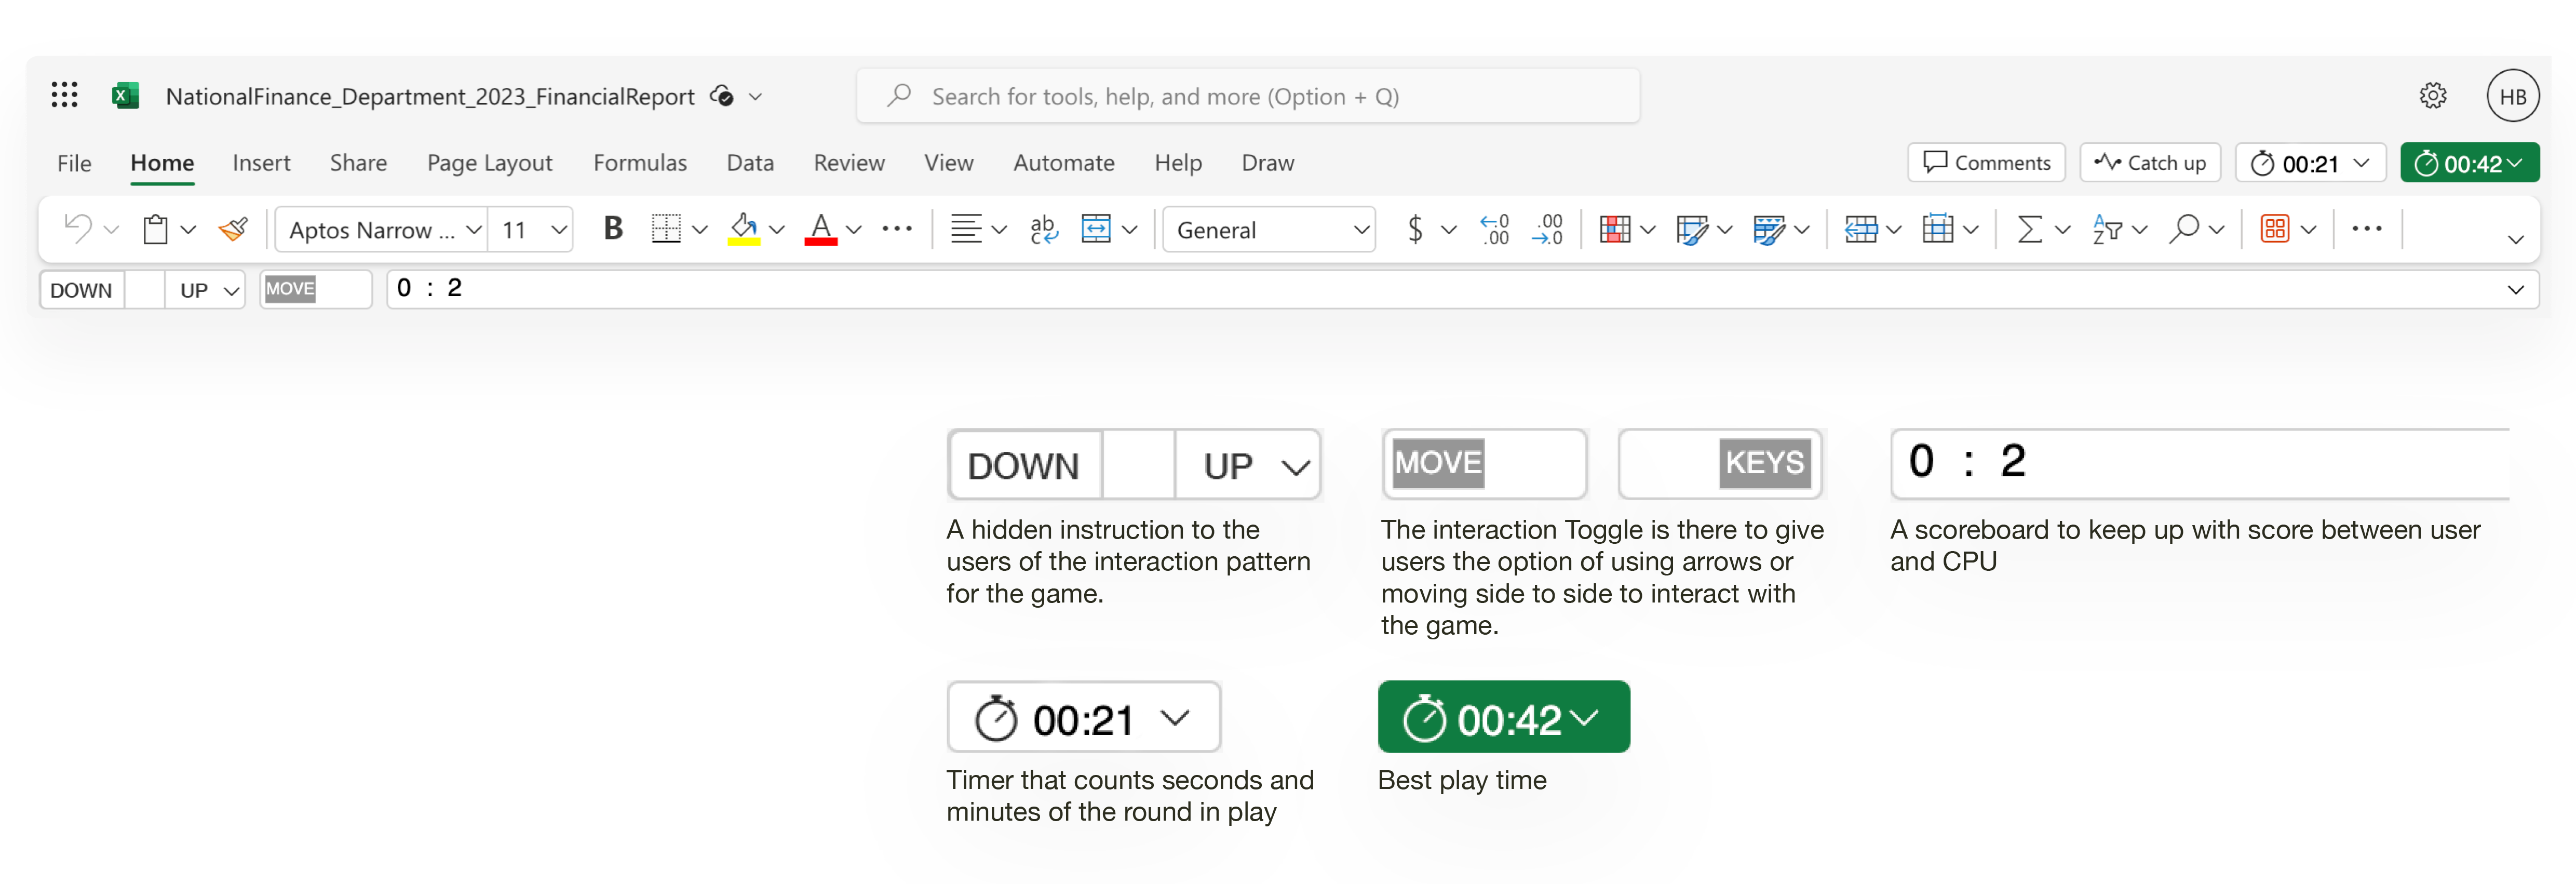 NationalFinance_Department_2023_FinancialReport
Search for tools, help, and more (Option + Q)
HB
File Home Insert Share Page Layout Formulas Data Review View Automate Help Draw
Comments Catch up 00:21 00:42
Aptos Narrow ... 11 B A ab c General $ .00 0 .00 .0 A Z
DOWN UP MOVE 0 : 2
DOWN UP MOVE KEYS 0 : 2
A hidden instruction to the
users of the interaction pattern
for the game.
The interaction Toggle is there to give
users the option of using arrows or
moving side to side to interact with
the game.
A scoreboard to keep up with score between user
and CPU
00:21
Timer that counts seconds and
minutes of the round in play
00:42
Best play time